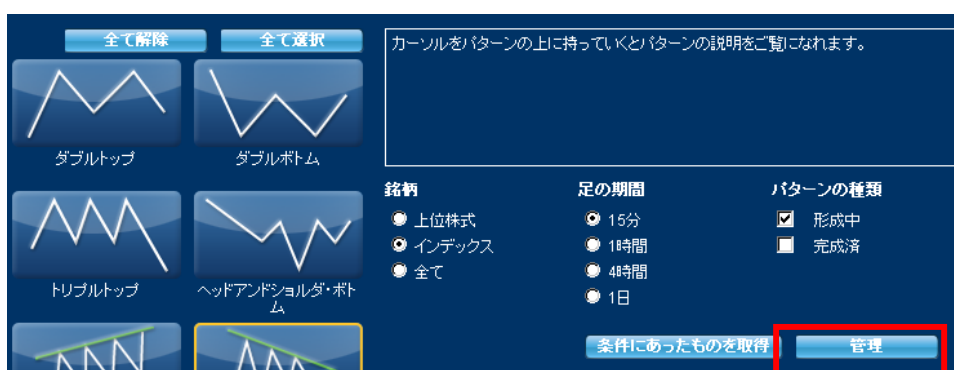 全て解除
全て選択
カーソルをパターンの上に持っていくとパターンの説明をご覧になれます。
ダブルトップ
ダブルボトム
トリプルトップ
ヘッドアンドショルダ・ボト
ム
銘柄
上位株式
インデックス
全て
足の期間
15分
1時間
4時間
1日
パターンの種類
形成中
完成済
条件にあったものを取得
管理